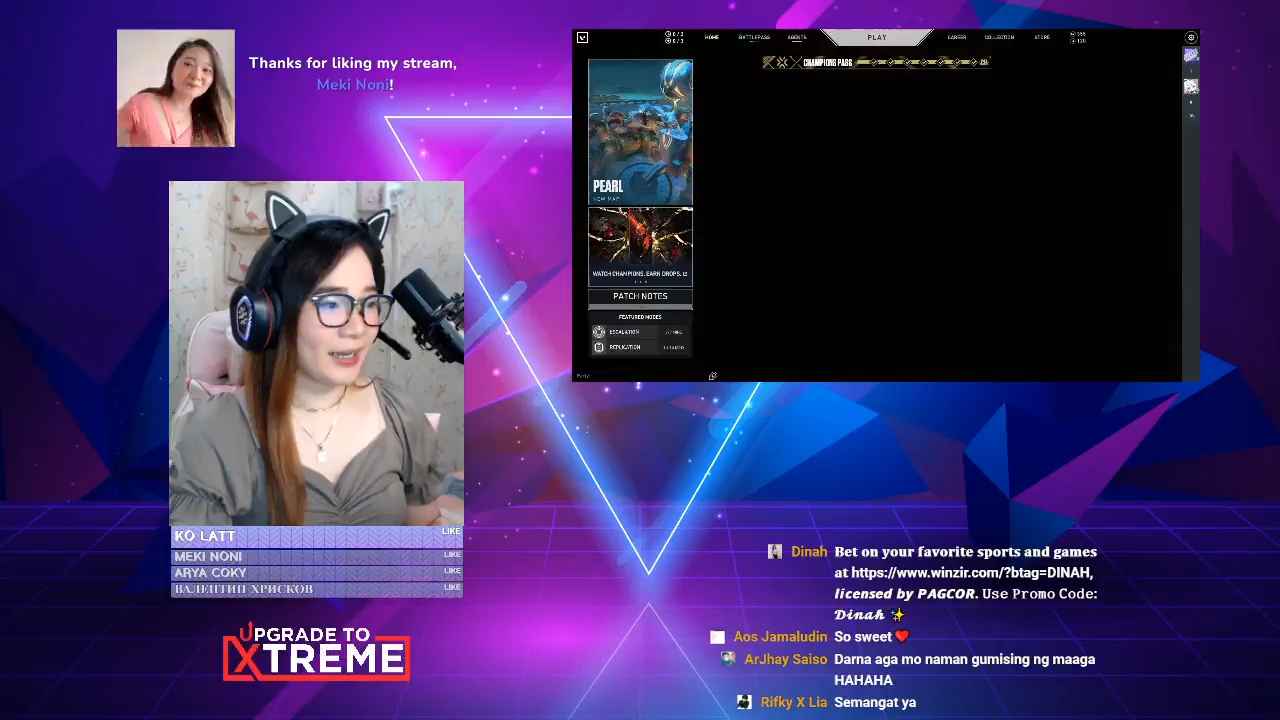 Thanks for liking my stream,
Meki Noni!
HOME
BATTLEPASS
AGENTS
PLAY
CAREER
COLLECTION
STORE
CHAMPIONS PASS
PEARL
NEW MAP
WATCH CHAMPIONS. EARN DROPS.
PATCH NOTES
FEATURED MODES
ESCALATION
REPLICATION
Party
KO LATT LIKE
MEKI NONI LIKE
ARYA COKY LIKE
ВАЛЕНТИН ХРИСКОВ LIKE
UPGRADE TO
XTREME
Dinah Bet on your favorite sports and games
at https://www.winzir.com/?btag=DINAH,
licensed by PAGCOR. Use Promo Code:
Dinah ✨
Aos Jamaludin So sweet ❤️
ArJhay Saiso Darna aga mo naman gumising ng maaga
HAHAHA
Rifky X Lia Semangat ya